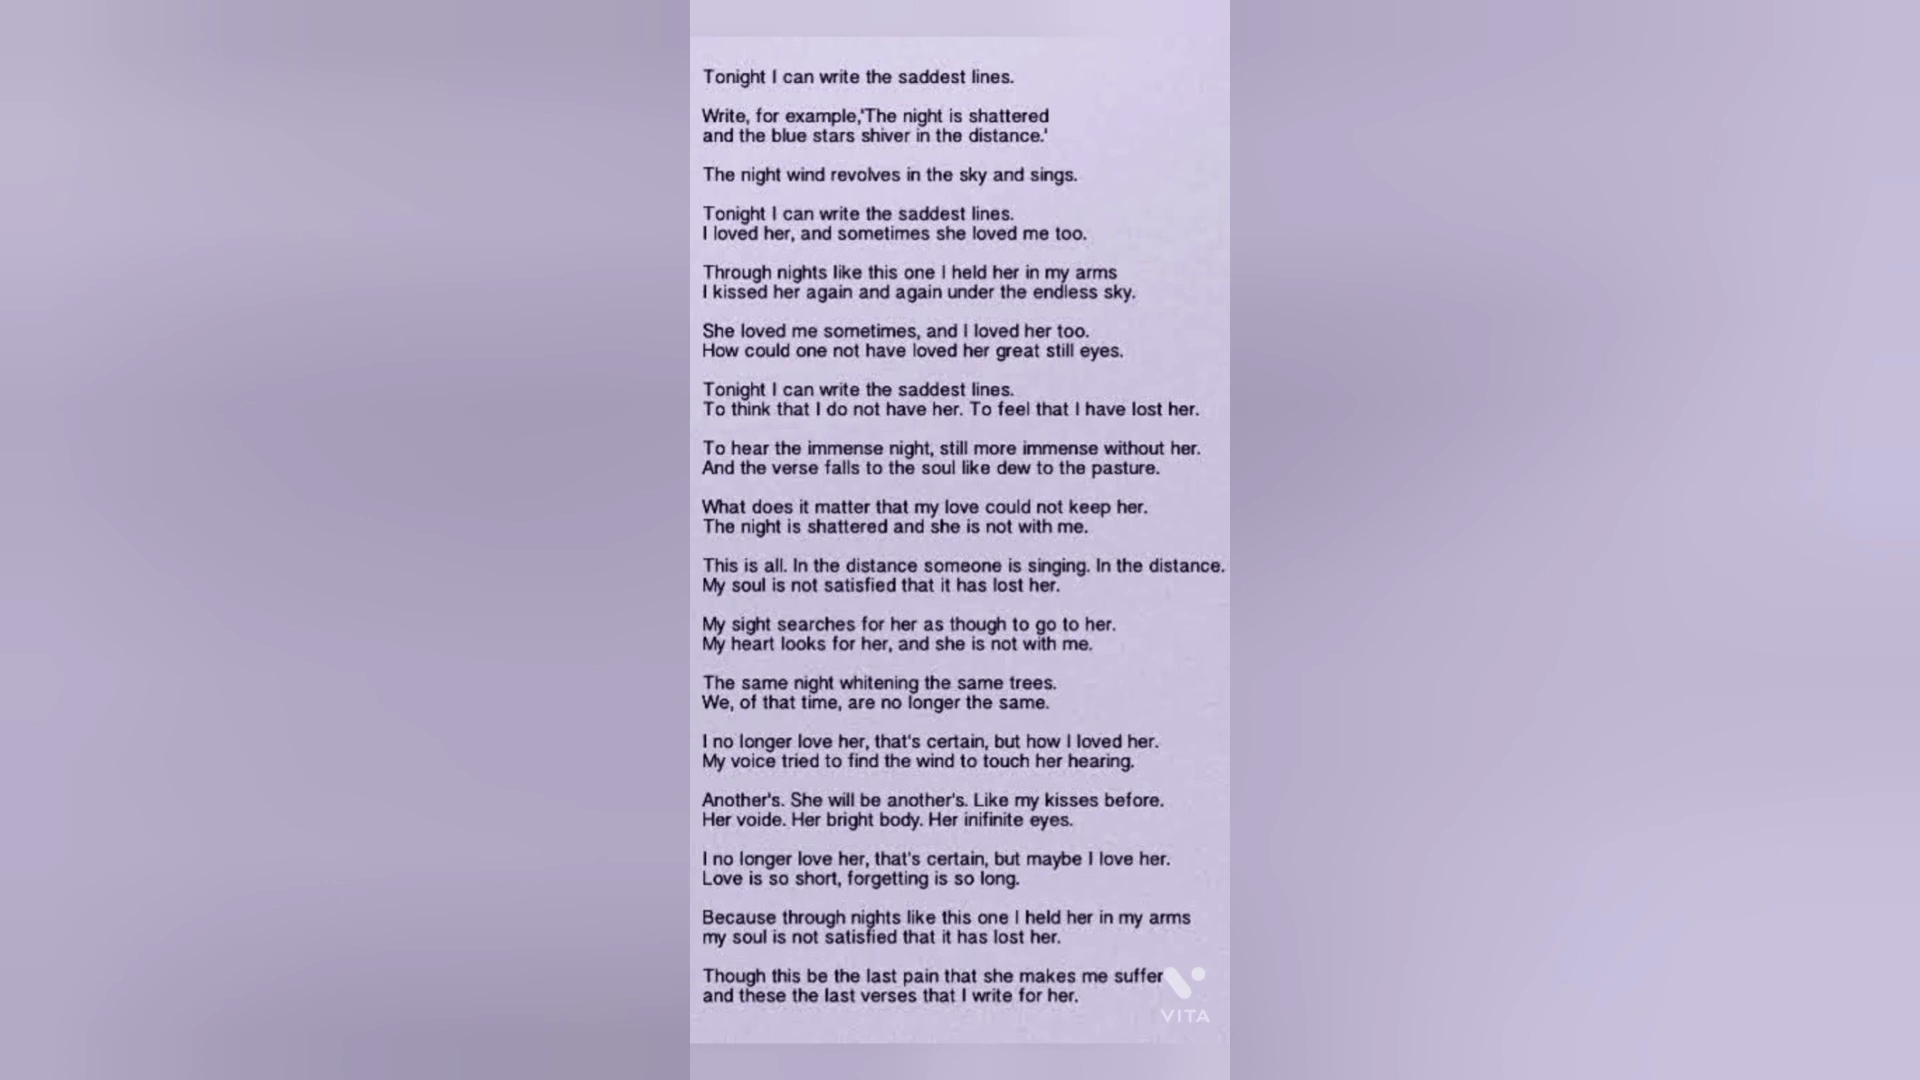 Tonight I can write the saddest lines.
Write, for example,'The night is shattered
and the blue stars shiver in the distance.'
The night wind revolves in the sky and sings.
Tonight I can write the saddest lines.
I loved her, and sometimes she loved me too.
Through nights like this one I held her in my arms
I kissed her again and again under the endless sky.
She loved me sometimes, and I loved her too.
How could one not have loved her great still eyes.
Tonight I can write the saddest lines.
To think that I do not have her. To feel that I have lost her.
To hear the immense night, still more immense without her.
And the verse falls to the soul like dew to the pasture.
What does it matter that my love could not keep her.
The night is shattered and she is not with me.
This is all. In the distance someone is singing. In the distance.
My soul is not satisfied that it has lost her.
My sight searches for her as though to go to her.
My heart looks for her, and she is not with me.
The same night whitening the same trees.
We, of that time, are no longer the same.
I no longer love her, that's certain, but how I loved her.
My voice tried to find the wind to touch her hearing.
Another's. She will be another's. Like my kisses before.
Her voide. Her bright body. Her inifinite eyes.
I no longer love her, that's certain, but maybe I love her.
Love is so short, forgetting is so long.
Because through nights like this one I held her in my arms
my soul is not satisfied that it has lost her.
Though this be the last pain that she makes me suffer
and these the last verses that I write for her.
VITA